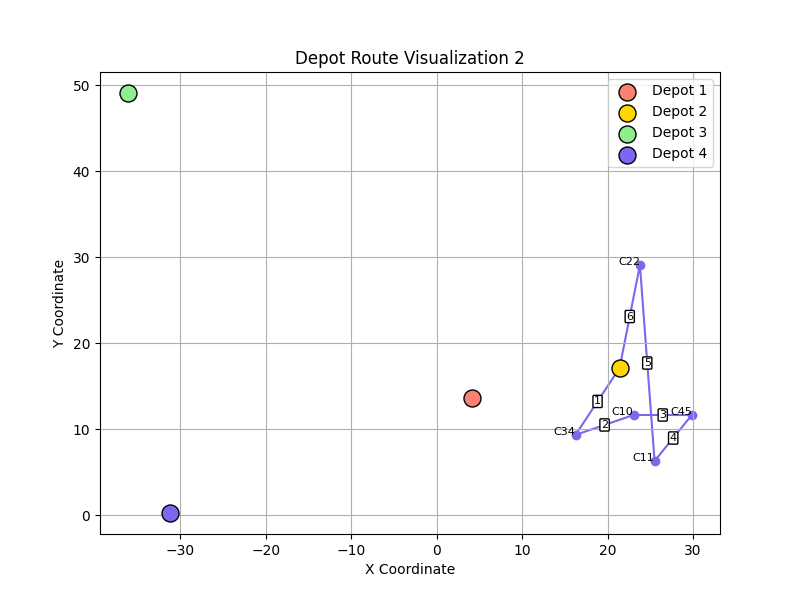 Depot Route Visualization 2
Depot 1
Depot 2
Depot 3
Depot 4
Y Coordinate
50
40
30
20
10
0
C22
6
5
1
C10
3
C45
C34
2
4
C11
−30
−20
−10
0
10
20
30
X Coordinate